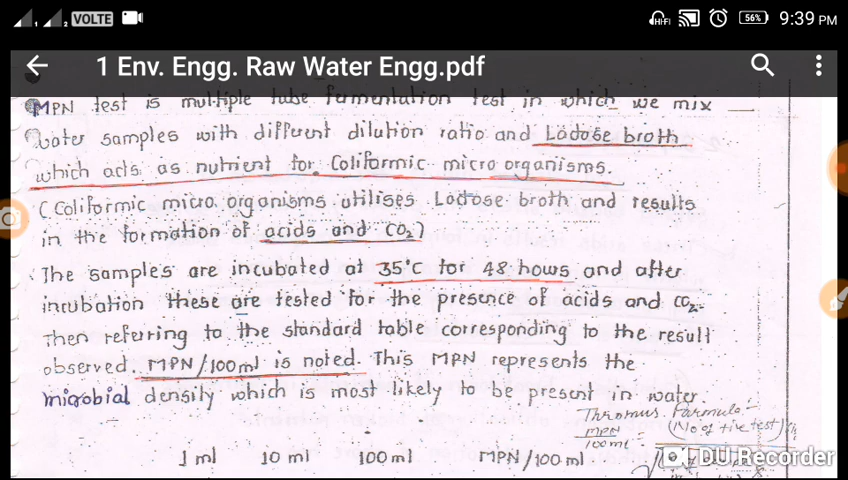 VOLTE
56%
9:39 PM
1 Env. Engg. Raw Water Engg.pdf
MPN test is multiple tube fermentation test in which we mix
water samples with different dilution ratio and Lactose broth
which acts as nutrient for Coliformic micro organisms.
(Coliformic micro organisms utilises Lactose broth and results
in the formation of acids and CO2)
The samples are incubated at 35°C for 48 hours and after
incubation these are tested for the presence of acids and CO2.
Then referring to the standard table corresponding to the result
observed. MPN/100ml is noted. This MPN represents the
microbial density which is most likely to be present in water.
MPN
100ml =
(No of +ive test)
1 ml 10 ml 100 ml MPN/100 ml
DU Recorder